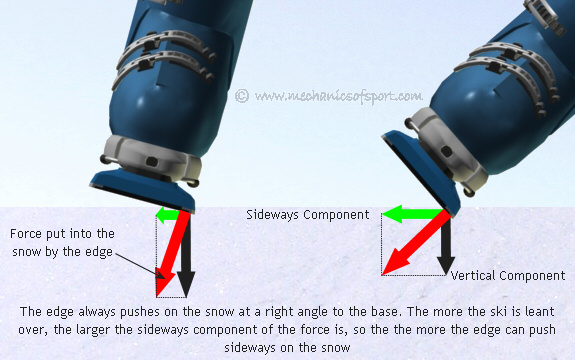 © www.mechanicsofsport.com
Sideways Component
Force put into the
snow by the edge
Vertical Component
The edge always pushes on the snow at a right angle to the base. The more the ski is leant
over, the larger the sideways component of the force is, so the the more the edge can push
sideways on the snow